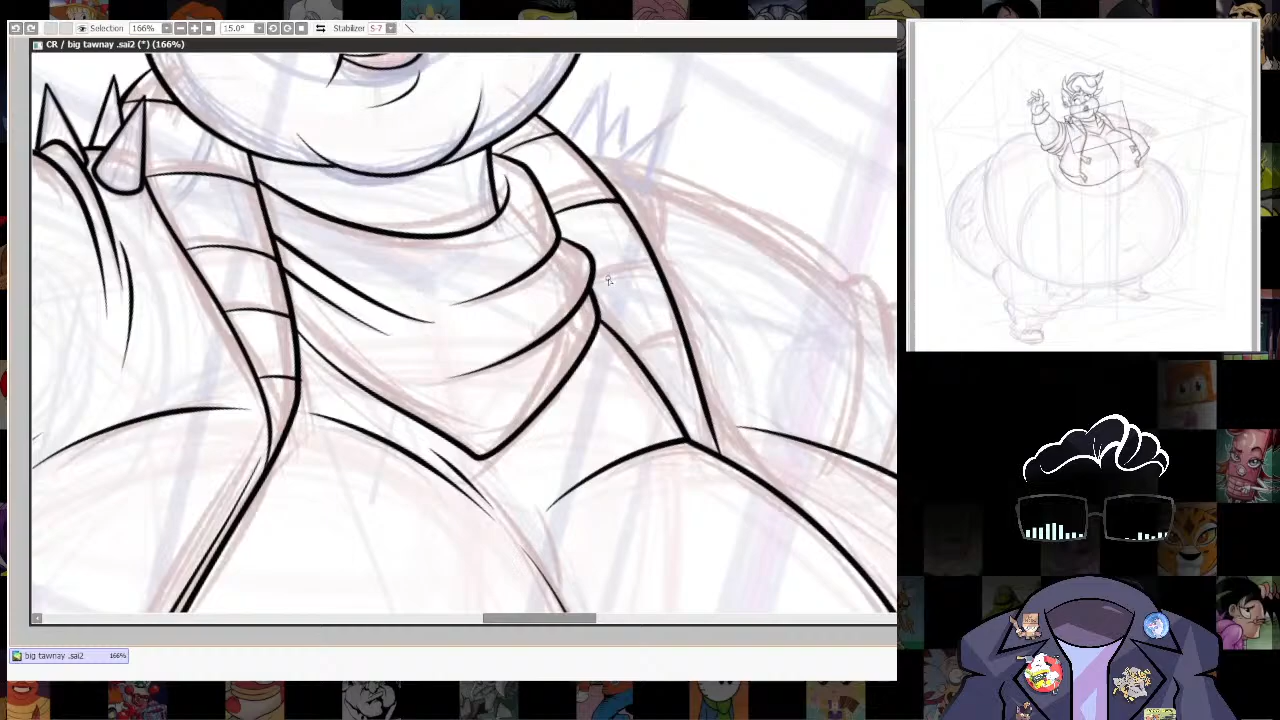 Selection 166% 15.0° Stabilizer S-7
CR / big tawnay .sai2 (*) (166%)
big tawnay .sai2 166%